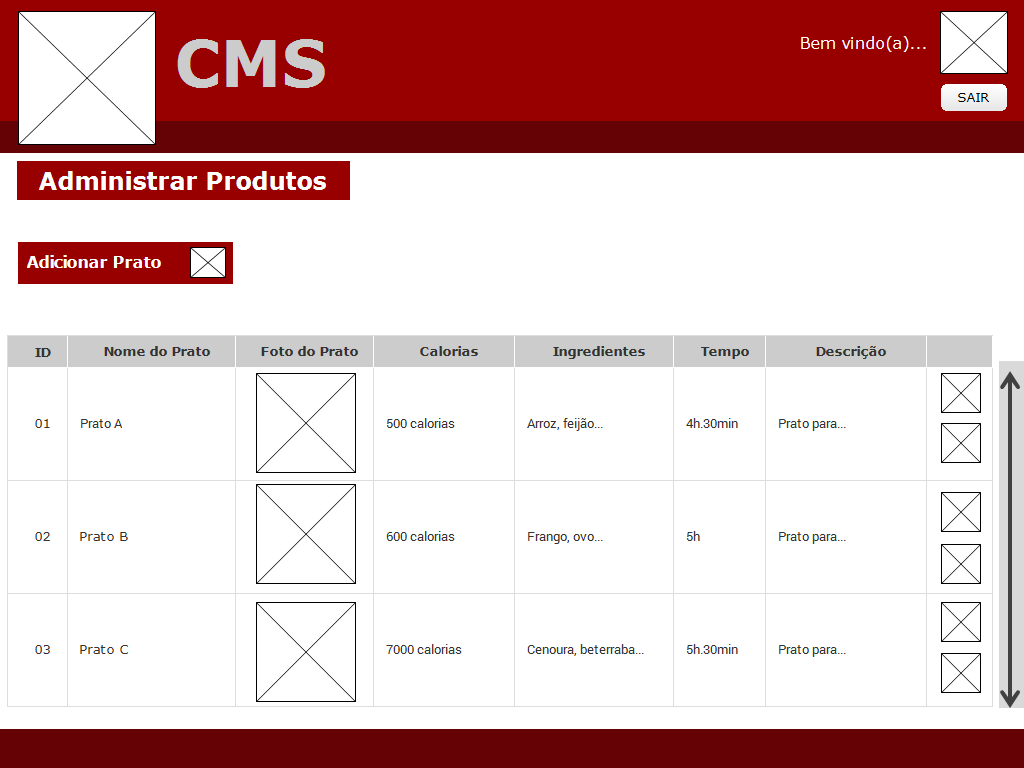 CMS
Bem vindo(a)...
SAIR
Administrar Produtos
Adicionar Prato
ID Nome do Prato Foto do Prato Calorias Ingredientes Tempo Descrição
01 Prato A 500 calorias Arroz, feijão... 4h.30min Prato para...
02 Prato B 600 calorias Frango, ovo... 5h Prato para...
03 Prato C 7000 calorias Cenoura, beterraba... 5h.30min Prato para...